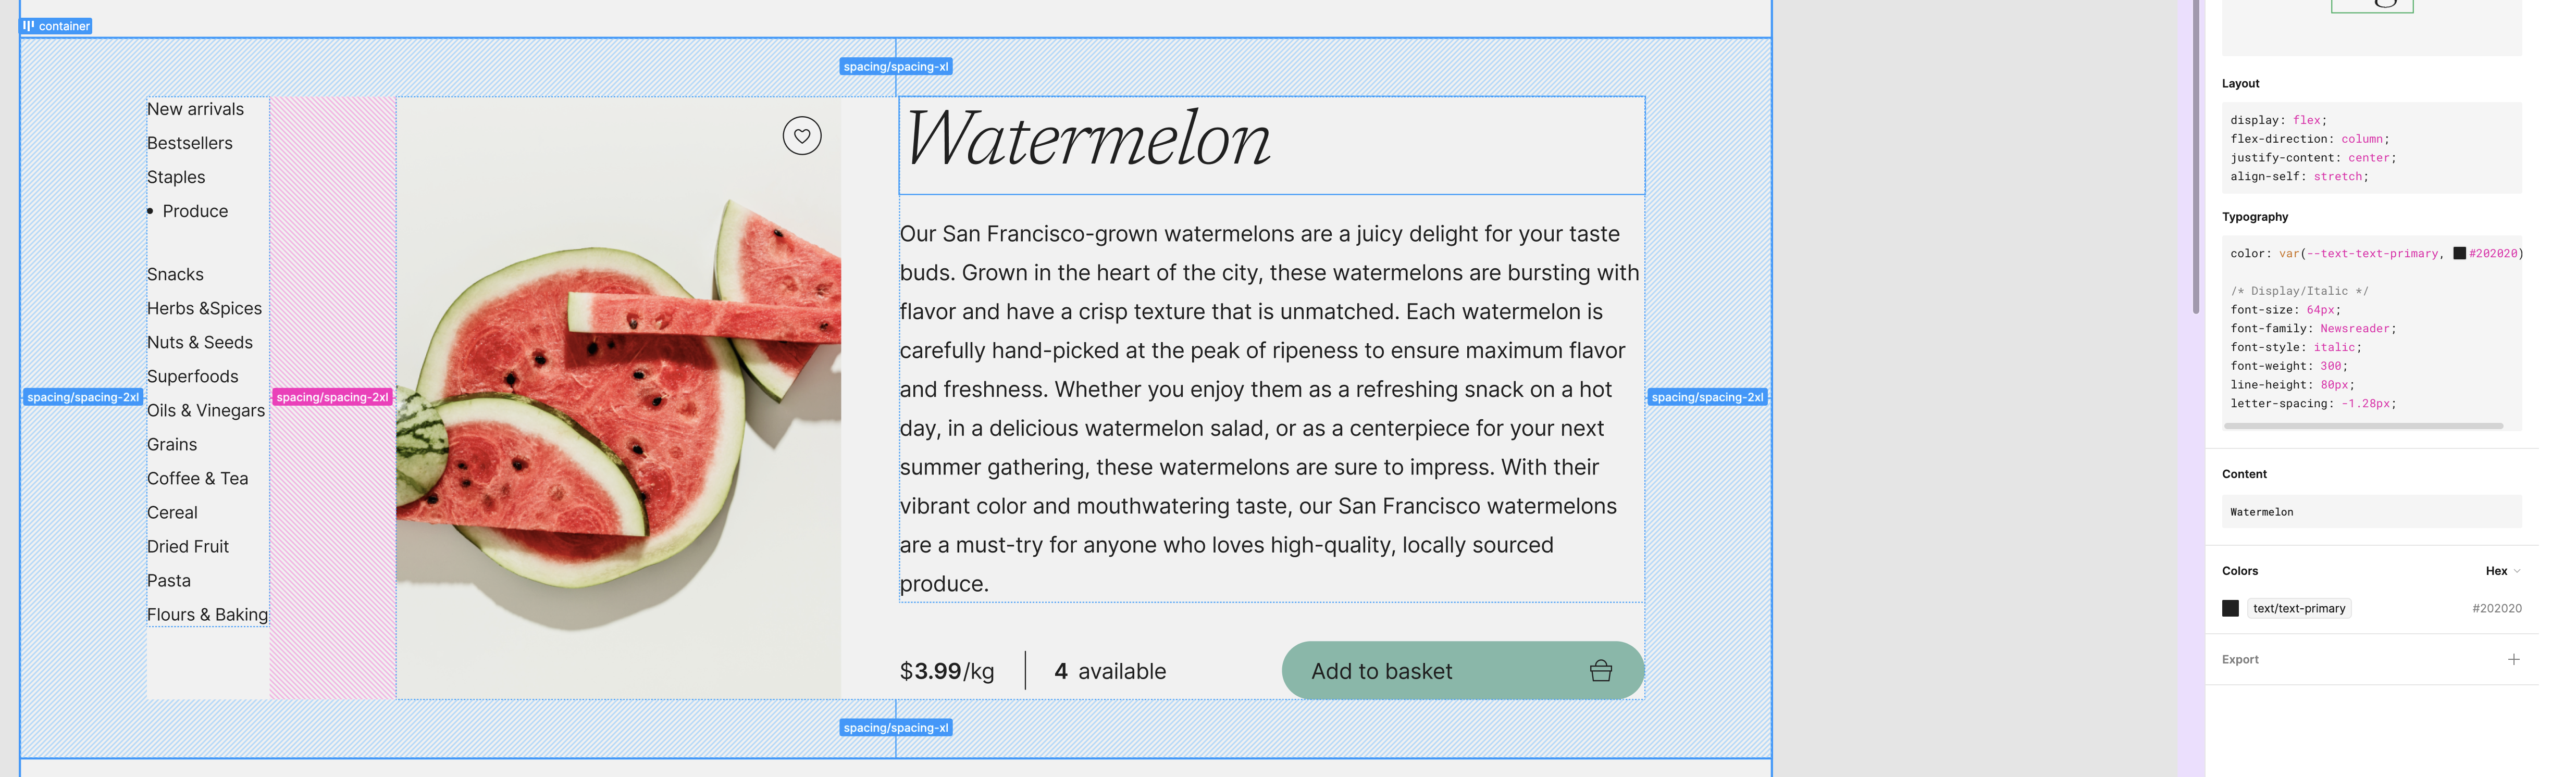 container
spacing/spacing-xl
New arrivals
Bestsellers
Staples
• Produce
Snacks
Herbs &Spices
Nuts & Seeds
Superfoods
Oils & Vinegars
Grains
Coffee & Tea
Cereal
Dried Fruit
Pasta
Flours & Baking
spacing/spacing-2xl
spacing/spacing-2xl
Watermelon
Our San Francisco-grown watermelons are a juicy delight for your taste
buds. Grown in the heart of the city, these watermelons are bursting with
flavor and have a crisp texture that is unmatched. Each watermelon is
carefully hand-picked at the peak of ripeness to ensure maximum flavor
and freshness. Whether you enjoy them as a refreshing snack on a hot
day, in a delicious watermelon salad, or as a centerpiece for your next
summer gathering, these watermelons are sure to impress. With their
vibrant color and mouthwatering taste, our San Francisco watermelons
are a must-try for anyone who loves high-quality, locally sourced
produce.
spacing/spacing-2xl
$3.99/kg
4 available
Add to basket
spacing/spacing-xl
Layout
display: flex;
flex-direction: column;
justify-content: center;
align-self: stretch;
Typography
color: var(--text-text-primary, #202020)
/* Display/Italic */
font-size: 64px;
font-family: Newsreader;
font-style: italic;
font-weight: 300;
line-height: 80px;
letter-spacing: -1.28px;
Content
Watermelon
Colors
Hex
text/text-primary
#202020
Export